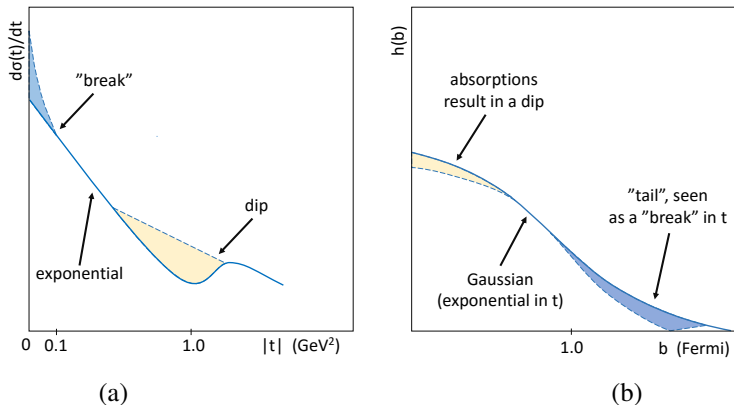 dσ(t)/dt
”break”
dip
exponential
0
0.1
1.0
|t| (GeV²)
(a)
h(b)
absorptions
result in a dip
”tail”, seen
as a ”break” in t
Gaussian
(exponential in t)
1.0
b (Fermi)
(b)